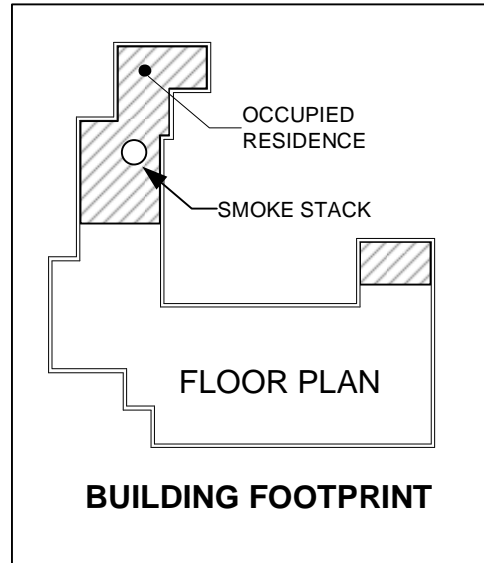 OCCUPIED
RESIDENCE
SMOKE STACK
FLOOR PLAN
BUILDING FOOTPRINT